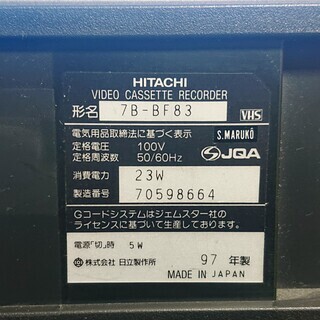 HITACHI
VIDEO CASSETTE RECORDER
形名 7B-BF83 VHS
電気用品取締法に基づく表示 S.MARUKO
定格電圧 100V
定格周波数 50/60Hz JQA
消費電力 23W
製造番号 70598664
Gコードシステムはジェムスター社の
ライセンスに基づいて生産しております。
電源「切」時 5W
株式会社 日立製作所 97 年製
MADE IN JAPAN